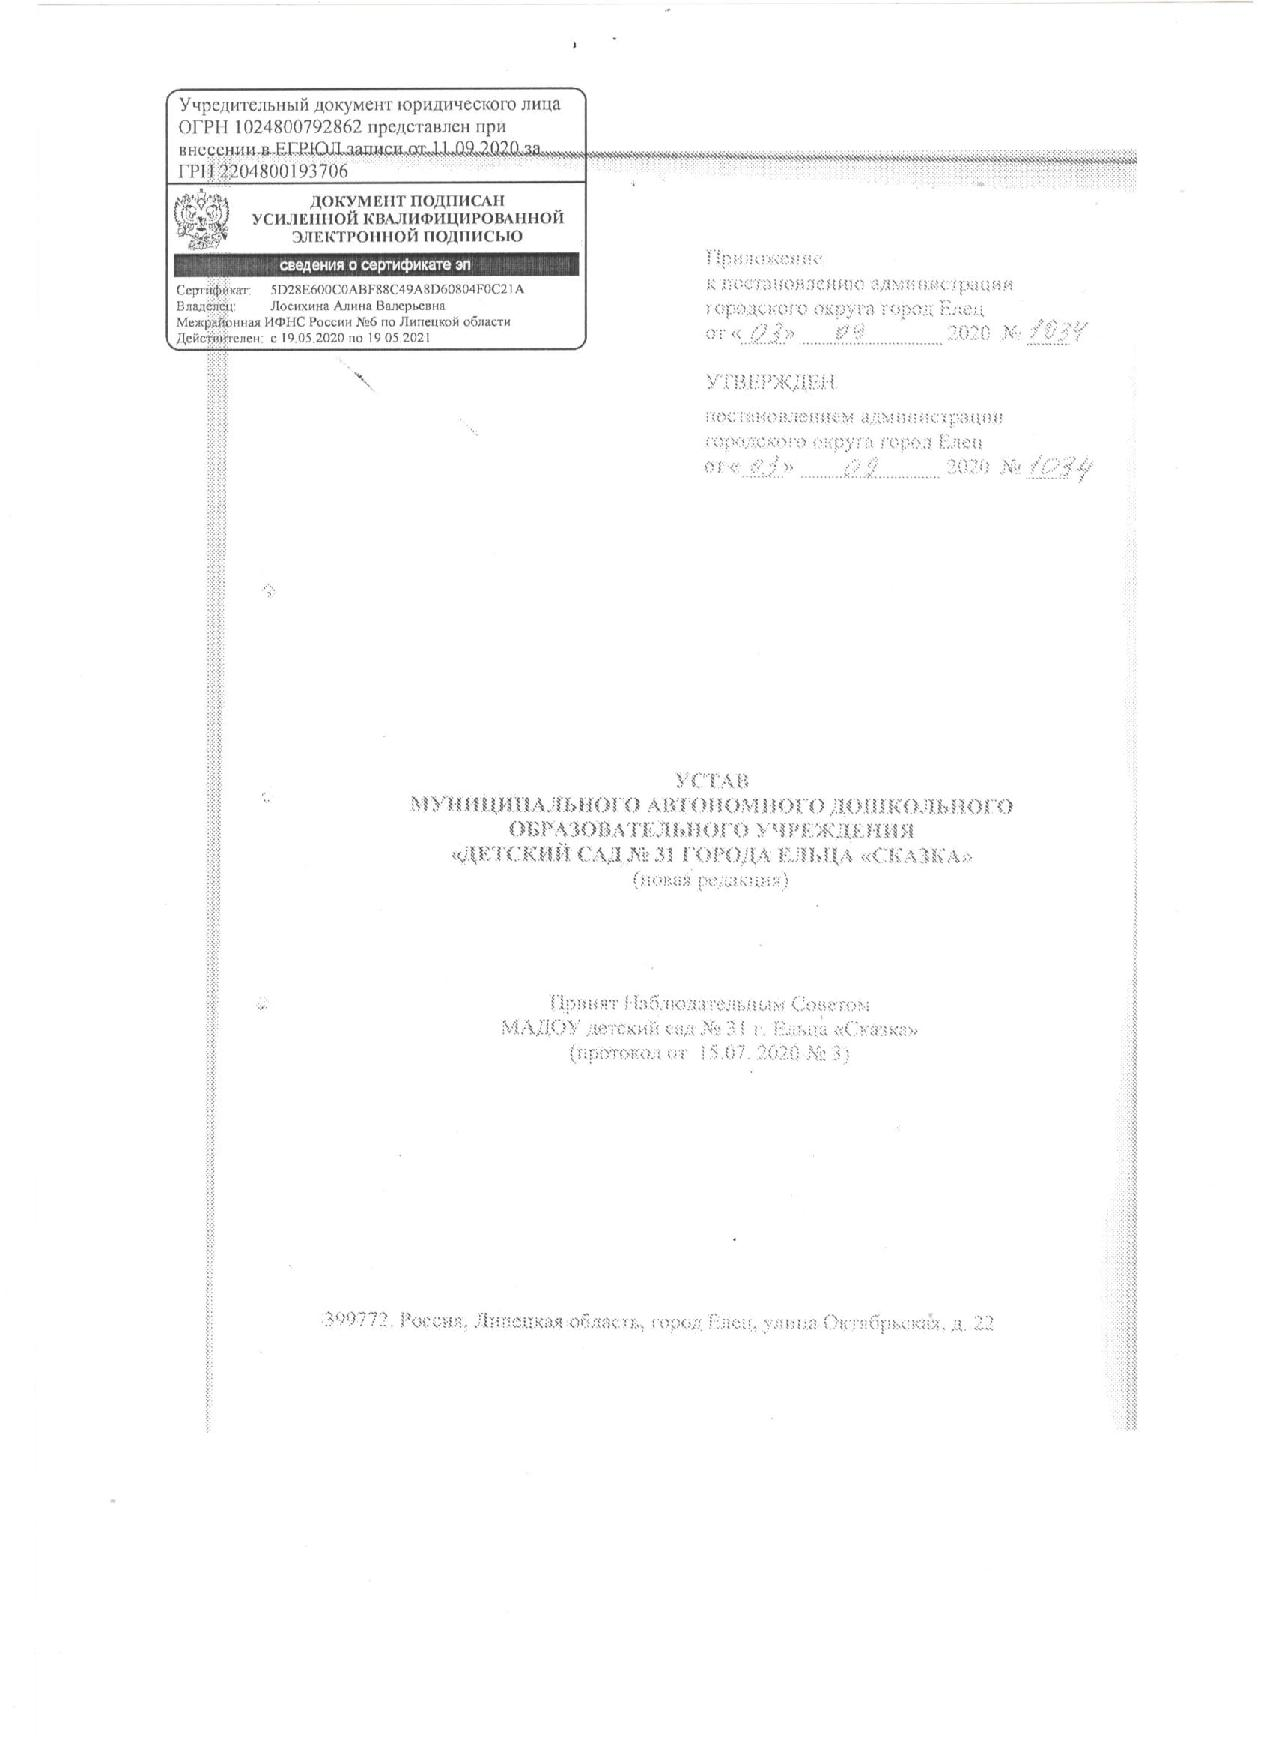 Учредительный документ юридического лица
ОГРН 1024800792862 представлен при
внесении в ЕГРЮЛ записи от 11.09.2020 за
ГРН 2204800193706
ДОКУМЕНТ ПОДПИСАН
УСИЛЕННОЙ КВАЛИФИЦИРОВАННОЙ
ЭЛЕКТРОННОЙ ПОДПИСЬЮ
сведения о сертификате эп
Сертификат: 5D28E600C0ABF88C49A8D60804F0C21A
Владелец: Лосихина Алина Валерьевна
Межрайонная ИФНС России №6 по Липецкой области
Действителен: с 19.05.2020 по 19.05.2021
Приложение
к постановлению администрации
городского округа город Елец
от «03» 09 2020 № 1034
УТВЕРЖДЕН
постановлением администрации
городского округа город Елец
от «03» 09 2020 № 1034
УСТАВ
МУНИЦИПАЛЬНОГО АВТОНОМНОГО ДОШКОЛЬНОГО
ОБРАЗОВАТЕЛЬНОГО УЧРЕЖДЕНИЯ
«ДЕТСКИЙ САД № 31 ГОРОДА ЕЛЬЦА «СКАЗКА»
(новая редакция)
Принят Наблюдательным Советом
МАДОУ детский сад № 31 г. Ельца «Сказка»
(протокол от 15.07. 2020 № 3)
399772, Россия, Липецкая область, город Елец, улица Октябрьская, д. 22